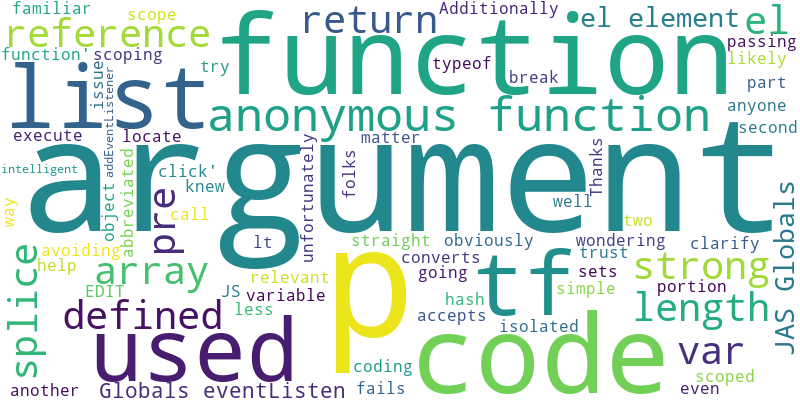 familiar
scope
return
Additionally
el element
el
reference
function
passing
function'
scoping
typeof
likely
list
issue
addEventListener
try
break
part
anonymous function
anyone
execute
locate
matter
second
argument
intelligent
abbreviated
click'
knew
unfortunately
folks
Thanks
way
object
pre
call
well
two
JAS Globals
avoiding
lt
straight
obviously
wondering
clarify
splice
help
array
relevant
p
converts
going
tf
trust
sets
strong
EDIT
JS
variable
hash
simple
portion
defined
less
accepts
isolated
length
used
code
var
coding
scoped
another
Globals eventListen
fails
even